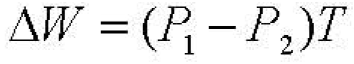 ΔW = (P₁ − P₂)T